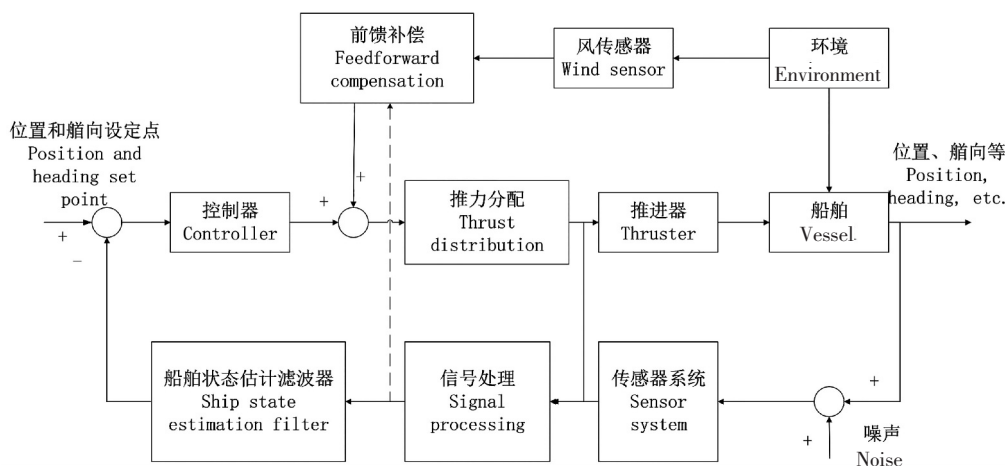 前馈补偿
Feedforward
compensation
风传感器
Wind sensor
环境
Environment
位置和艏向设定点
Position and
heading set
point
+
−
控制器
Controller
+
+
推力分配
Thrust
distribution
推进器
Thruster
船舶
Vessel.
位置、艏向等
Position,
heading, etc.
船舶状态估计滤波器
Ship state
estimation filter
信号处理
Signal
processing
传感器系统
Sensor
system
+
+
噪声
Noise